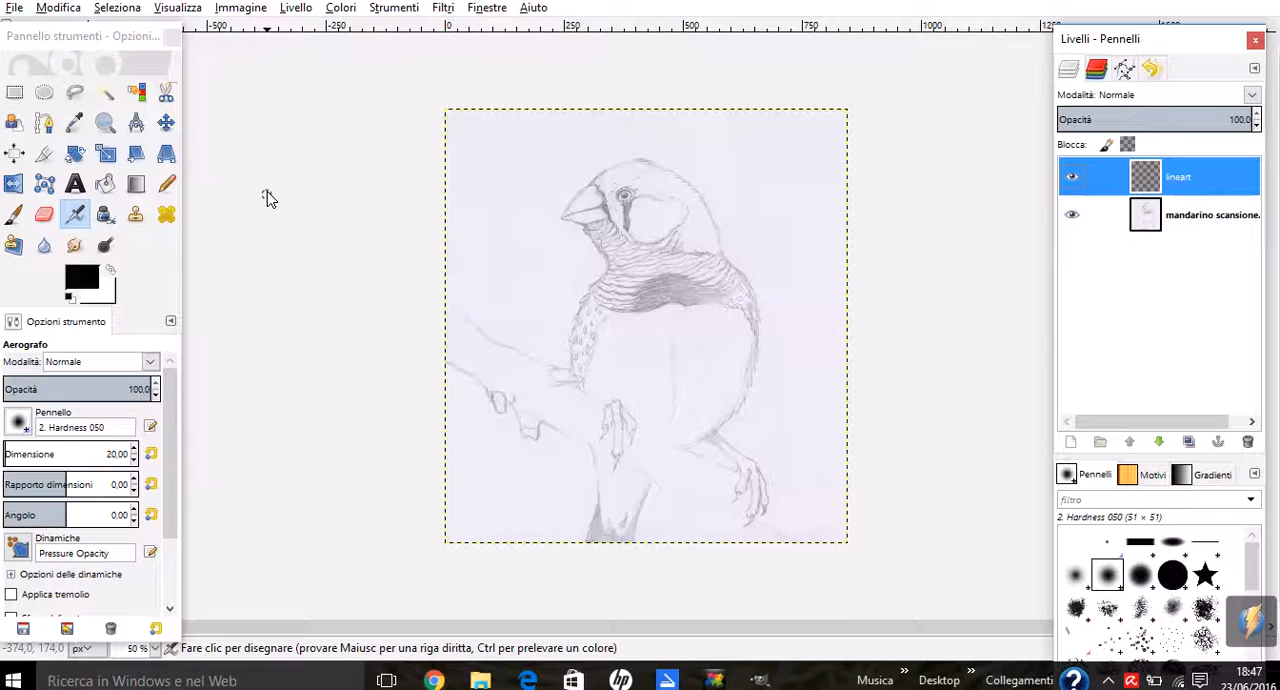 File Modifica Seleziona Visualizza Immagine Livello Colori Strumenti Filtri Finestre Aiuto
Pannello strumenti - Opzioni...
-500 -250 0 250 500 750 1000
Livelli - Pennelli
Modalità: Normale
Opacità 100,0
Blocca:
lineart
mandarino scansione.
Opzioni strumento
Aerografo
Modalità: Normale
Opacità 100,0
Pennello
2. Hardness 050
Dimensione 20,00
Rapporto dimensioni 0,00
Angolo 0,00
Dinamiche
Pressure Opacity
Opzioni delle dinamiche
Applica tremolio
Pennelli Motivi Gradienti
filtro
2. Hardness 050 (51 × 51)
-374,0, 174,0 px 50 % Fare clic per disegnare (provare Maiusc per una riga diritta, Ctrl per prelevare un colore)
Ricerca in Windows e nel Web
Musica » Desktop » Collegamenti
18:47
23/06/2016